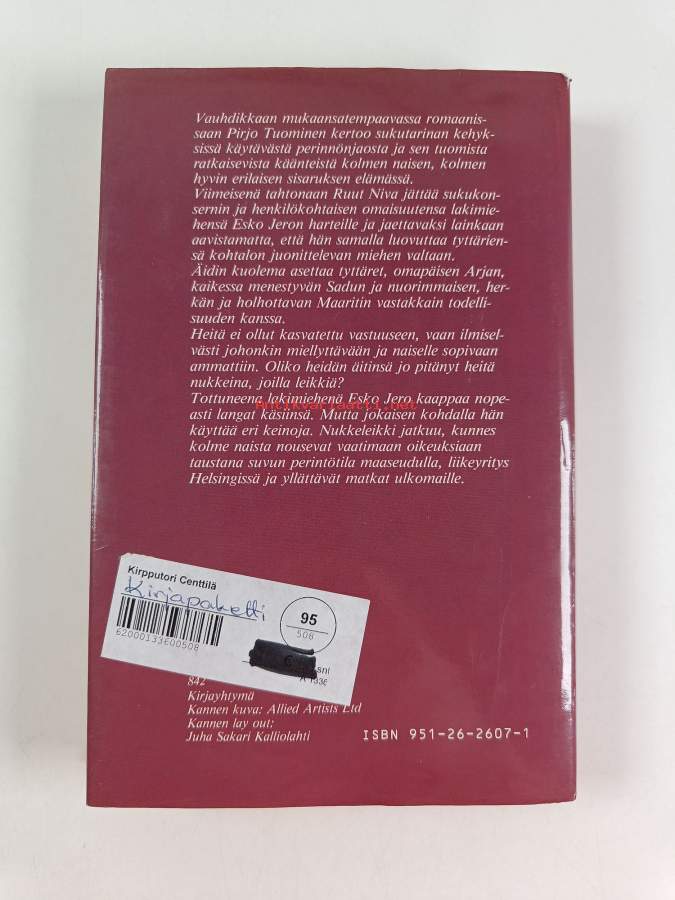 Vauhdikkaan mukaansatempaavassa romaanis-
saan Pirjo Tuominen kertoo sukutarinan kehyk-
sissä käytävästä perinnönjaosta ja sen tuomista
ratkaisevista käänteistä kolmen naisen, kolmen
hyvin erilaisen sisaruksen elämässä.
Viimeisenä tahtonaan Ruut Niva jättää sukukon-
sernin ja henkilökohtaisen omaisuutensa lakimie-
hensä Esko Jeron harteille ja jaettavaksi lainkaan
aavistamatta, että hän samalla luovuttaa tyttärien-
sä kohtalon juonittelevan miehen valtaan.
Äidin kuolema asettaa tyttäret, omapäisen Arjan,
kaikessa menestyvän Sadun ja nuorimmaisen, her-
kän ja holhottavan Maaritin vastakkain todelli-
suuden kanssa.
Heitä ei ollut kasvatettu vastuuseen, vaan ilmisel-
västi johonkin miellyttävään ja naiselle sopivaan
ammattiin. Oliko heidän äitinsä jo pitänyt heitä
nukkeina, joilla leikkiä?
Tottuneena lakimiehenä Esko Jero kaappaa nope-
asti langat käsiinsä. Mutta jokaisen kohdalla hän
käyttää eri keinoja. Nukkeleikki jatkuu, kunnes
kolme naista nousevat vaatimaan oikeuksiaan
taustana suvun perintötila maaseudulla, liikeyritys
Helsingissä ja yllättävät matkat ulkomaille.
Antikvariaatti.net
Kirpputori Centtilä
Kirjapaketti
95
508
62000133600508
€
snt
842
Kirjayhtymä
Kannen kuva: Allied Artists Ltd
Kannen lay out:
Juha Sakari Kalliolahti
ISBN 951-26-2607-1